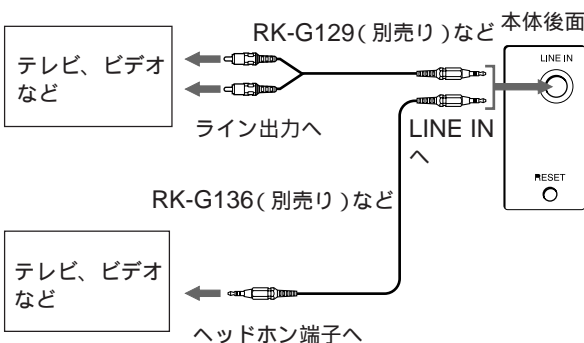 RK-G129(別売り)など
本体後面
テレビ、ビデオ
など
LINE IN
ライン出力へ
LINE IN
へ
RESET
RK-G136(別売り)など
テレビ、ビデオ
など
ヘッドホン端子へ